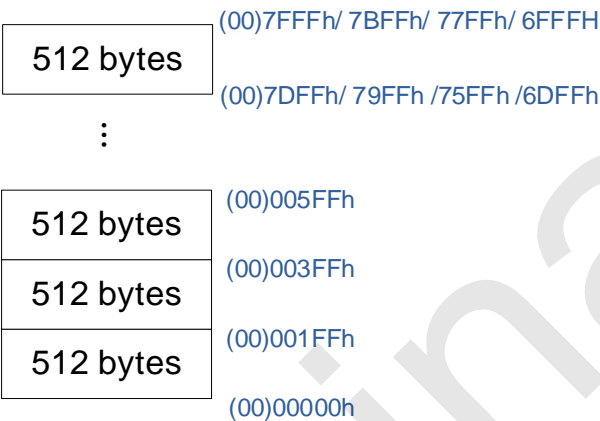 (00)7FFFh/ 7BFFh/ 77FFh/ 6FFFH
512 bytes
(00)7DFFh/ 79FFh /75FFh /6DFFh
⋮
(00)005FFh
512 bytes
(00)003FFh
512 bytes
(00)001FFh
512 bytes
(00)00000h